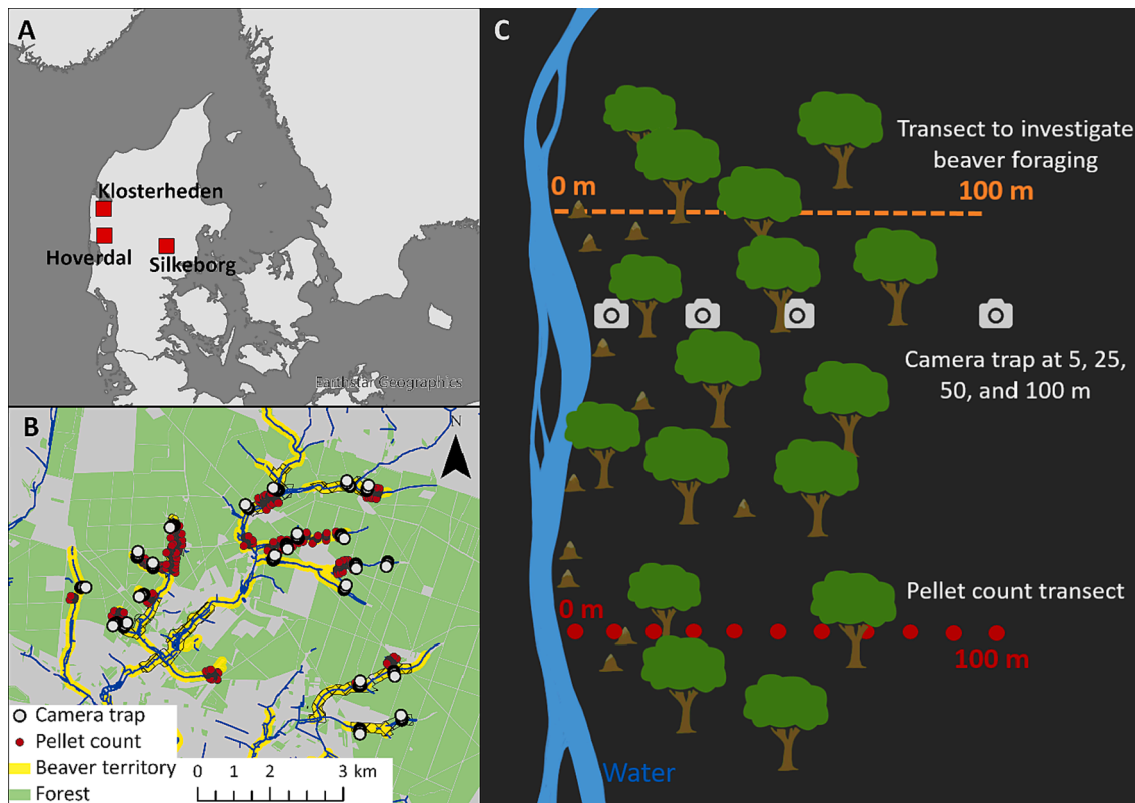 A
Klosterheden
Hoverdal
Silkeborg
Earthstar Geographics
B
N
Camera trap
Pellet count
Beaver territory
Forest
0 1 2 3 km
C
Transect to investigate
beaver foraging
0 m
100 m
Camera trap at 5, 25,
50, and 100 m
Pellet count transect
0 m
100 m
Water